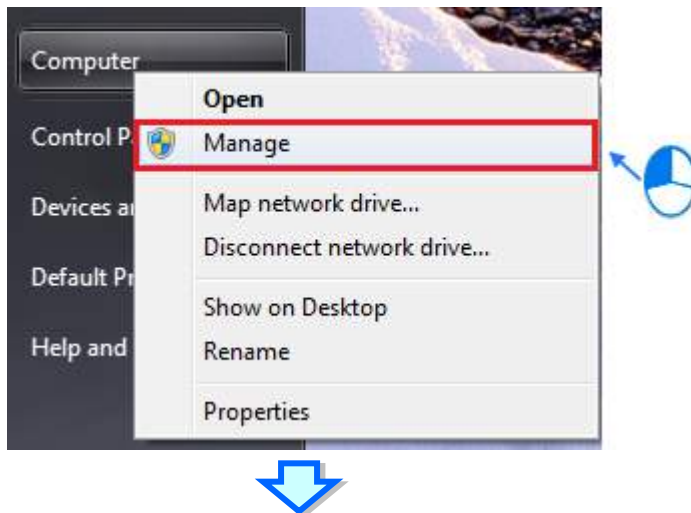 Computer
Open
Control P
Manage
Devices a
Map network drive...
Disconnect network drive...
Default Pr
Show on Desktop
Help and
Rename
Properties